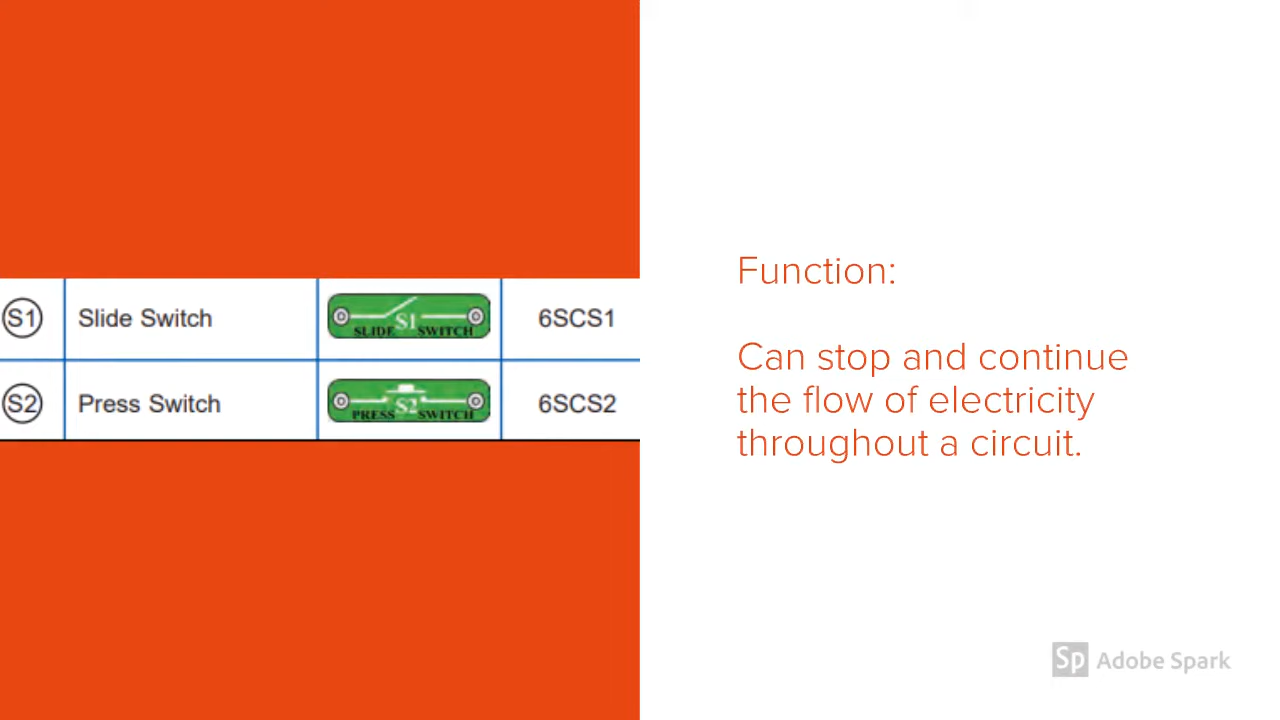 S1 Slide Switch SLIDE S1 SWITCH 6SCS1
S2 Press Switch PRESS S2 SWITCH 6SCS2
Function:
Can stop and continue
the flow of electricity
throughout a circuit.
Sp Adobe Spark